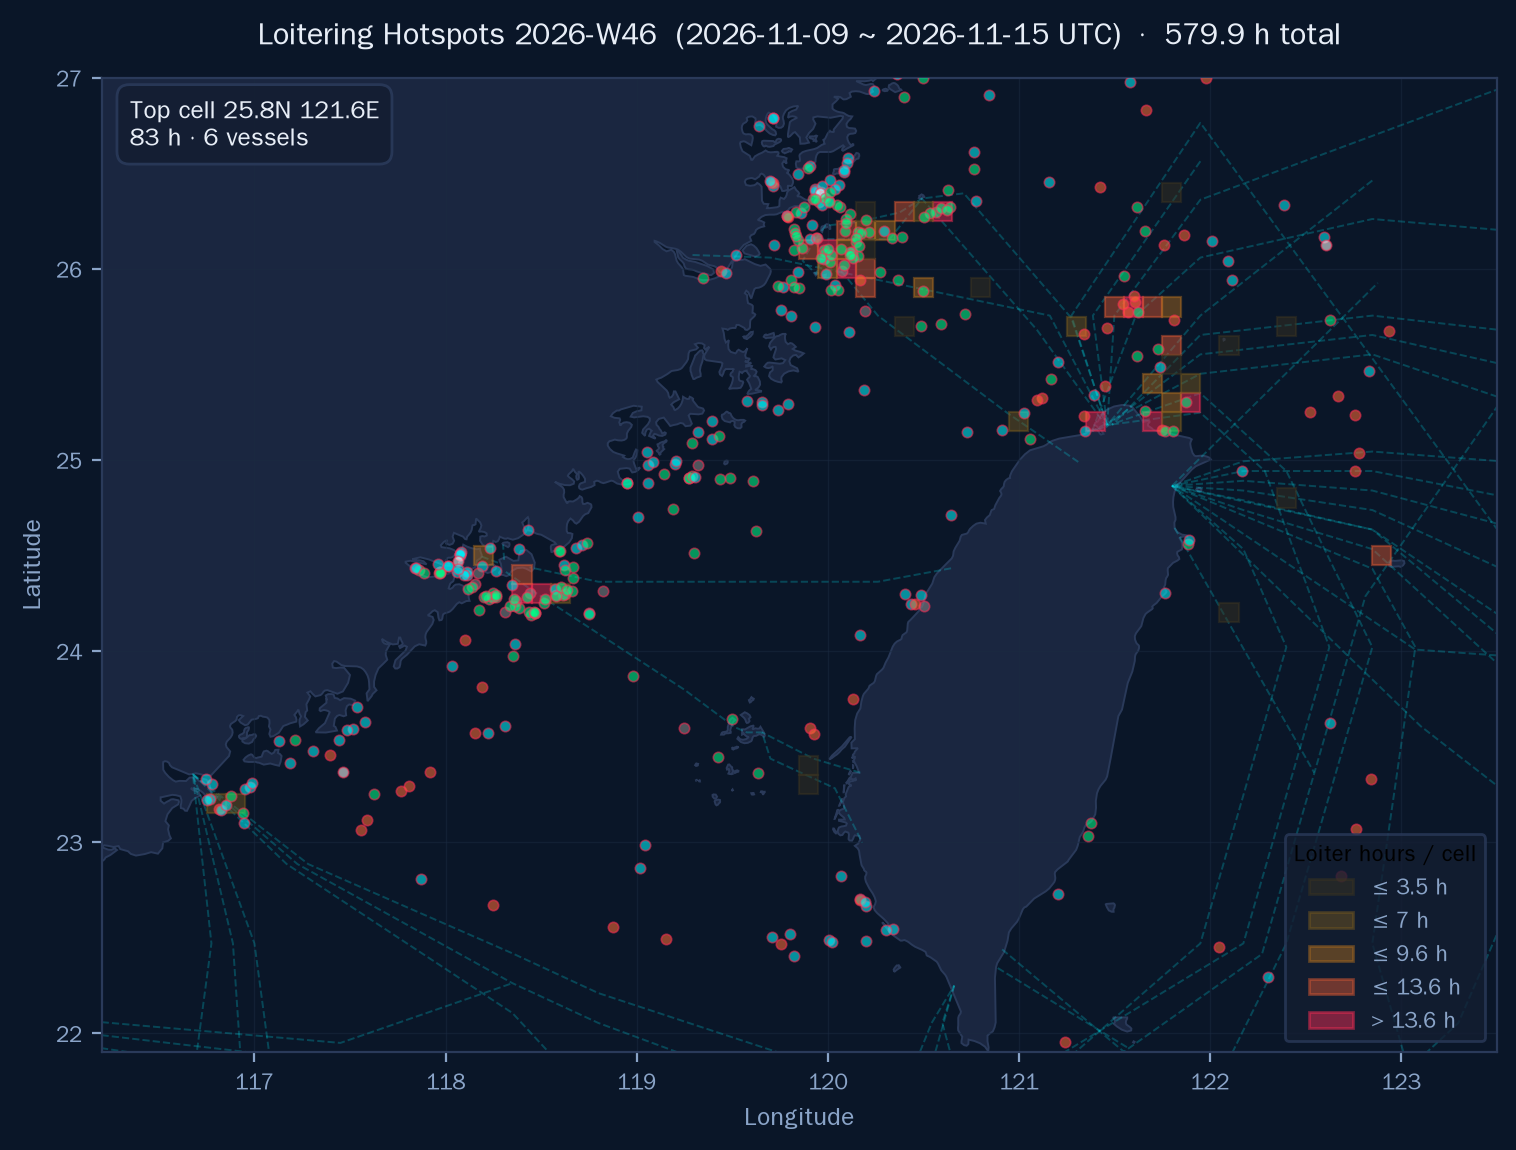 Loitering Hotspots 2026-W46 (2026-11-09 ~ 2026-11-15 UTC) · 579.9 h total
Top cell 25.8N 121.6E
83 h · 6 vessels
27
26
25
24
23
22
Latitude
117
118
119
120
121
122
123
Longitude
Loiter hours / cell
≤ 3.5 h
≤ 7 h
≤ 9.6 h
≤ 13.6 h
> 13.6 h